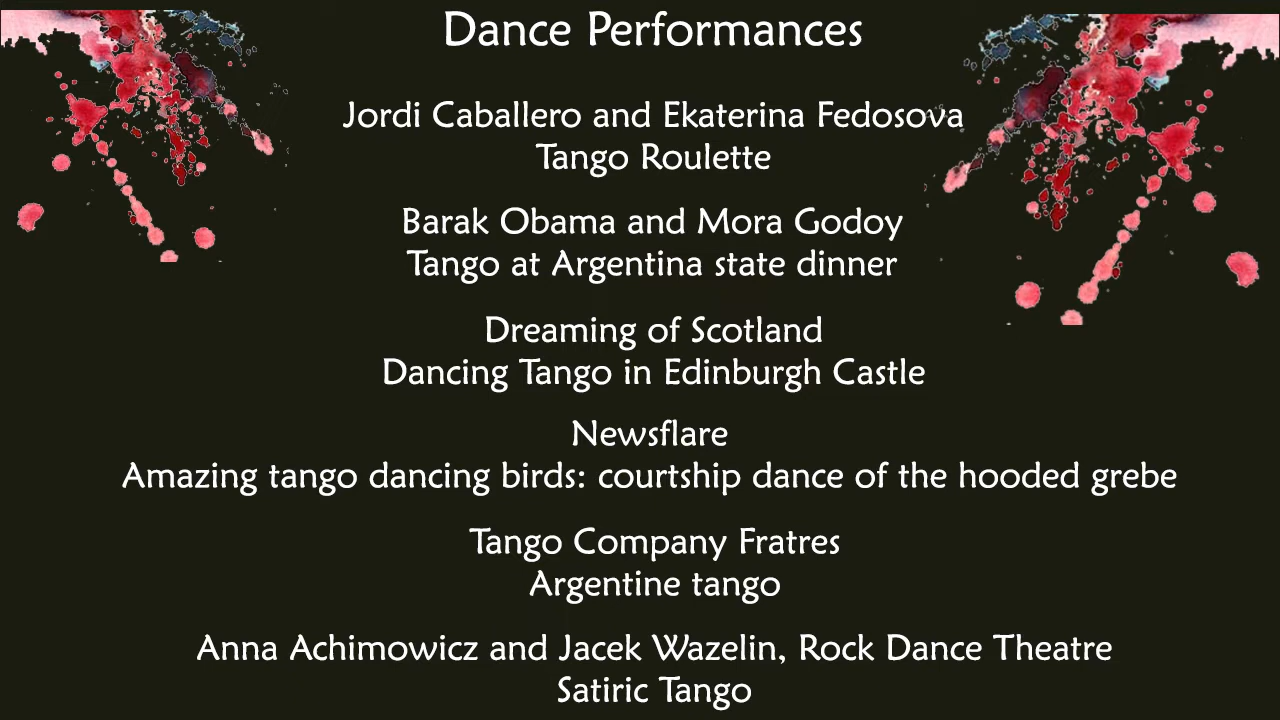 Dance Performances
Jordi Caballero and Ekaterina Fedosova
Tango Roulette
Barak Obama and Mora Godoy
Tango at Argentina state dinner
Dreaming of Scotland
Dancing Tango in Edinburgh Castle
Newsflare
Amazing tango dancing birds: courtship dance of the hooded grebe
Tango Company Fratres
Argentine tango
Anna Achimowicz and Jacek Wazelin, Rock Dance Theatre
Satiric Tango